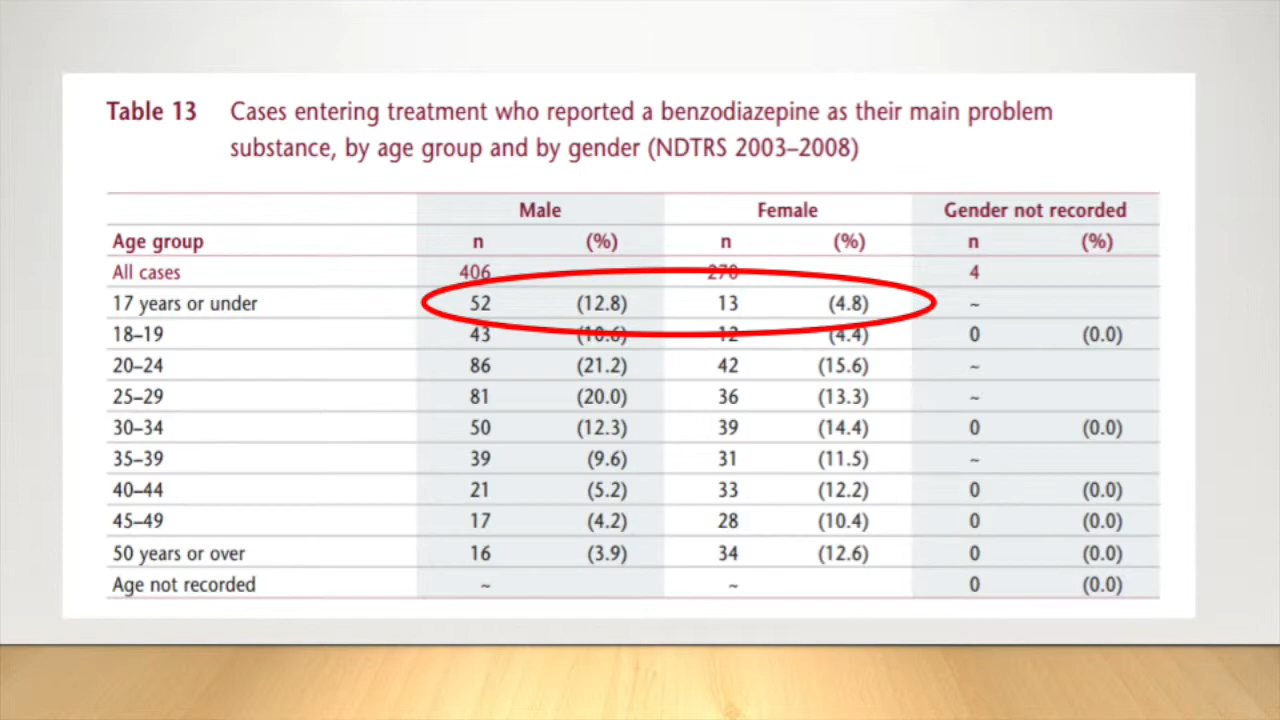 Table 13 Cases entering treatment who reported a benzodiazepine as their main problem
substance, by age group and by gender (NDTRS 2003–2008)
Male Female Gender not recorded
Age group n (%) n (%) n (%)
All cases 406 270 4
17 years or under 52 (12.8) 13 (4.8) ~
18–19 43 (10.6) 12 (4.4) 0 (0.0)
20–24 86 (21.2) 42 (15.6) ~
25–29 81 (20.0) 36 (13.3) ~
30–34 50 (12.3) 39 (14.4) 0 (0.0)
35–39 39 (9.6) 31 (11.5) ~
40–44 21 (5.2) 33 (12.2) 0 (0.0)
45–49 17 (4.2) 28 (10.4) 0 (0.0)
50 years or over 16 (3.9) 34 (12.6) 0 (0.0)
Age not recorded ~ ~ 0 (0.0)